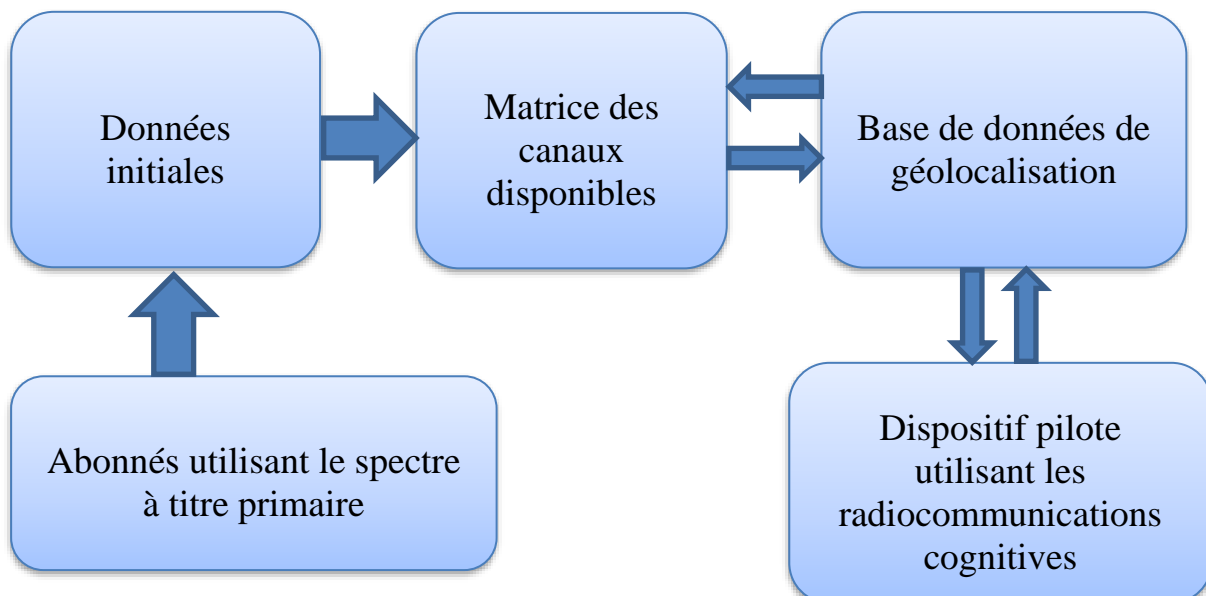 Données
initiales
Matrice des
canaux
disponibles
Base de données de
géolocalisation
Abonnés utilisant le spectre
à titre primaire
Dispositif pilote
utilisant les
radiocommunications
cognitives